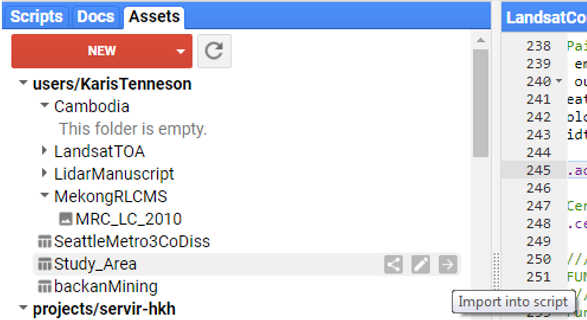 Scripts Docs Assets
NEW
users/KarisTenneson
Cambodia
This folder is empty.
LandsatTOA
LidarManuscript
MekongRLCMS
MRC_LC_2010
SeattleMetro3CoDiss
Study_Area
backanMining
projects/servir-hkh
LandsatCo
238 Pai
239 em
240 ou
241 eat
242 olo
243 idt
244
245 .ad
246
247 Cer
248 .ce
249
250 ///
251 FUN
Import into script